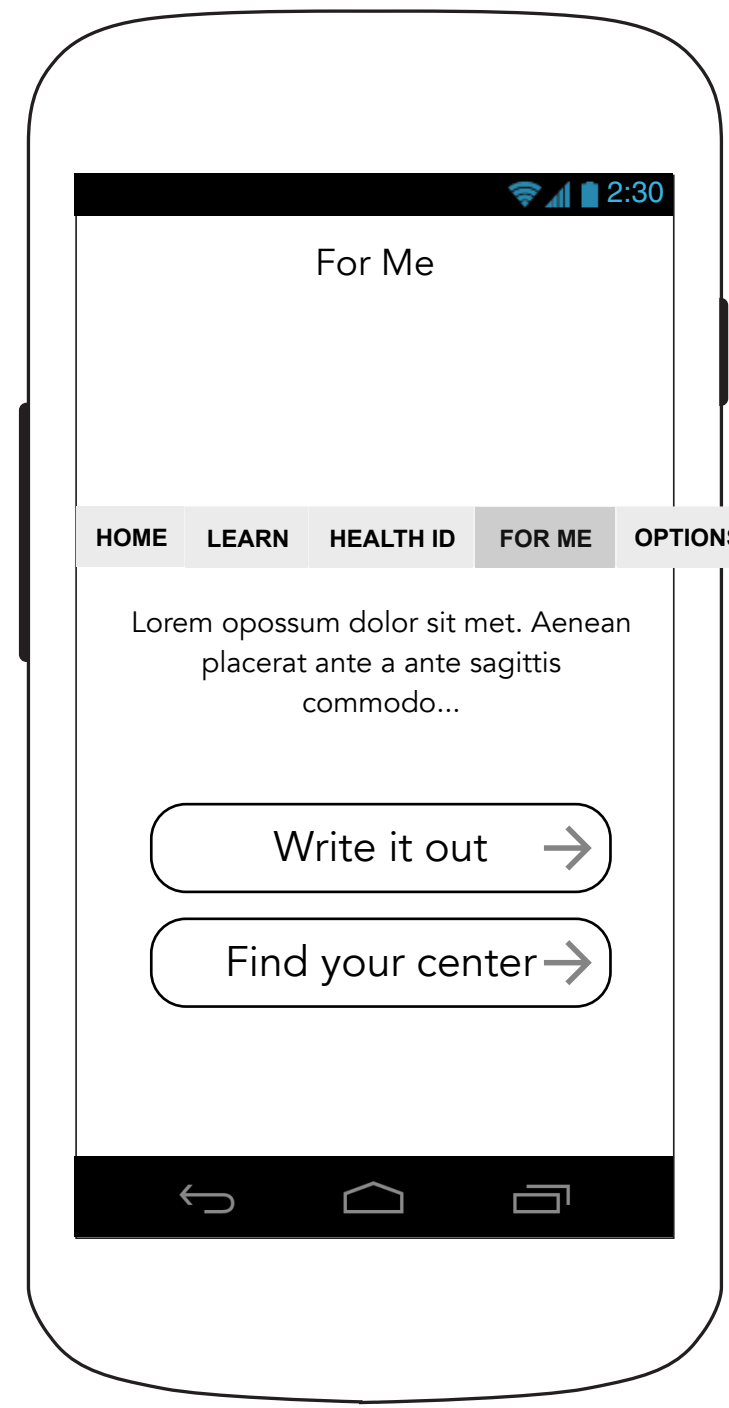 2:30
For Me
HOME LEARN HEALTH ID FOR ME OPTIONS
Lorem opossum dolor sit met. Aenean
placerat ante a ante sagittis
commodo...
Write it out
Find your center